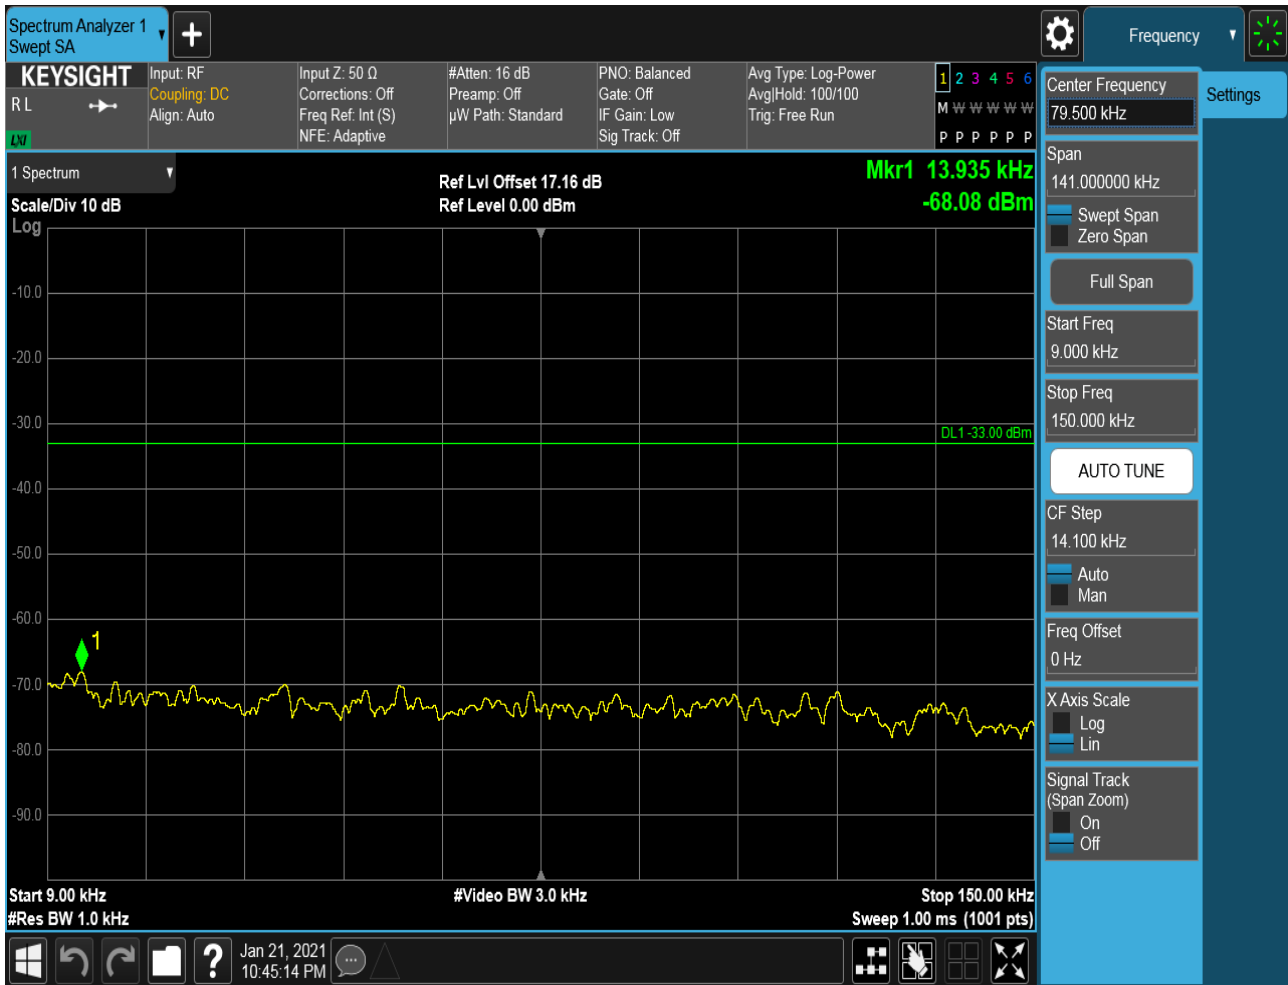 Spectrum Analyzer 1
Swept SA
+
Frequency
KEYSIGHT
R L
LXI
Input: RF
Coupling: DC
Align: Auto
Input Z: 50 Ω
Corrections: Off
Freq Ref: Int (S)
NFE: Adaptive
#Atten: 16 dB
Preamp: Off
µW Path: Standard
PNO: Balanced
Gate: Off
IF Gain: Low
Sig Track: Off
Avg Type: Log-Power
Avg|Hold: 100/100
Trig: Free Run
1 2 3 4 5 6
M W W W W W
P P P P P P
1 Spectrum
Scale/Div 10 dB
Log
Ref Lvl Offset 17.16 dB
Ref Level 0.00 dBm
Mkr1 13.935 kHz
-68.08 dBm
-10.0
-20.0
-30.0
DL1 -33.00 dBm
-40.0
-50.0
-60.0
1
-70.0
-80.0
-90.0
Start 9.00 kHz
#Res BW 1.0 kHz
#Video BW 3.0 kHz
Stop 150.00 kHz
Sweep 1.00 ms (1001 pts)
Center Frequency
79.500 kHz
Settings
Span
141.000000 kHz
Swept Span
Zero Span
Full Span
Start Freq
9.000 kHz
Stop Freq
150.000 kHz
AUTO TUNE
CF Step
14.100 kHz
Auto
Man
Freq Offset
0 Hz
X Axis Scale
Log
Lin
Signal Track
(Span Zoom)
On
Off
?
Jan 21, 2021
10:45:14 PM